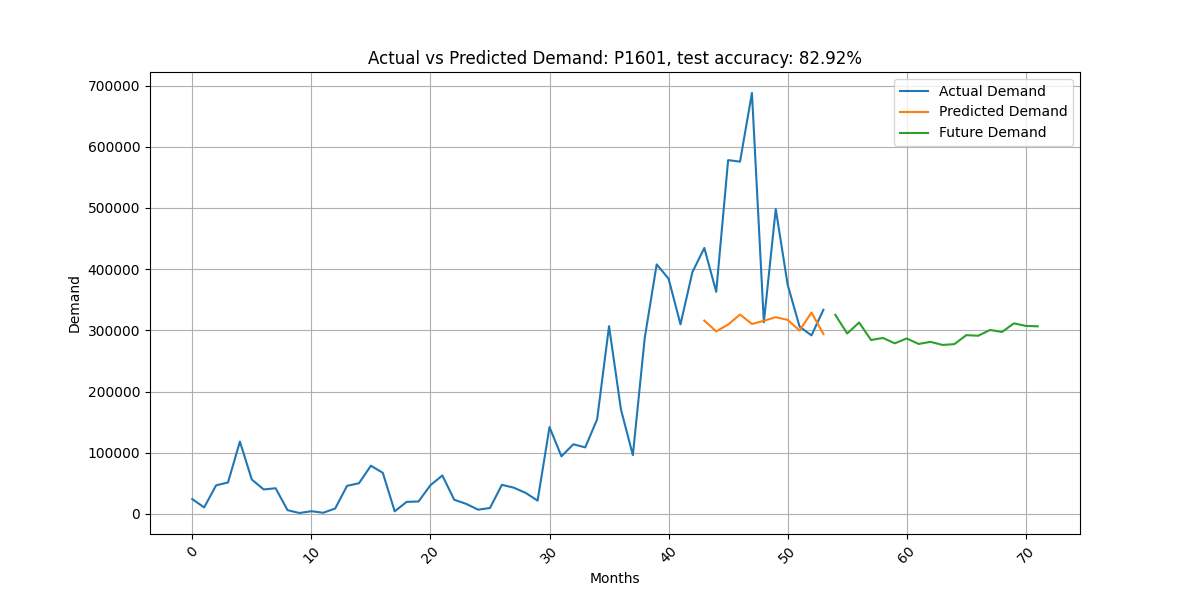 Actual vs Predicted Demand: P1601, test accuracy: 82.92%
Actual Demand
Predicted Demand
Future Demand
700000
600000
500000
400000
300000
200000
100000
0
Demand
0 10 20 30 40 50 60 70
Months